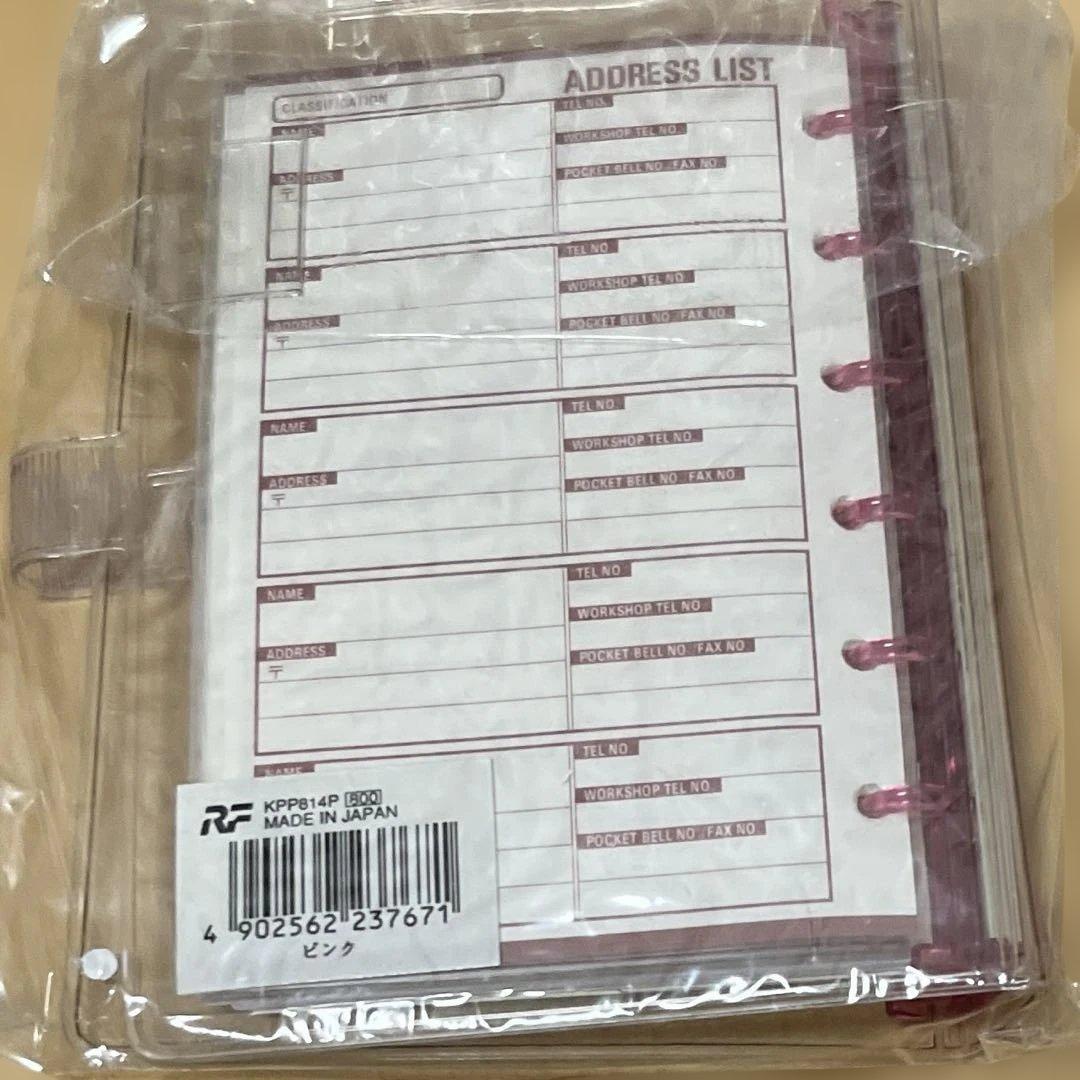 ADDRESS LIST
CLASSIFICATION
NAME
TEL NO.
WORKSHOP TEL NO.
ADDRESS
POCKET BELL NO./FAX NO.
〒
NAME
TEL NO.
WORKSHOP TEL NO.
ADDRESS
POCKET BELL NO./FAX NO.
〒
NAME
TEL NO.
WORKSHOP TEL NO.
ADDRESS
POCKET BELL NO./FAX NO.
〒
NAME
TEL NO.
WORKSHOP TEL NO.
ADDRESS
POCKET BELL NO./FAX NO.
〒
NAME
TEL NO.
WORKSHOP TEL NO.
POCKET BELL NO./FAX NO.
RF KPP814P 800
MADE IN JAPAN
4 902562 237671
ピンク